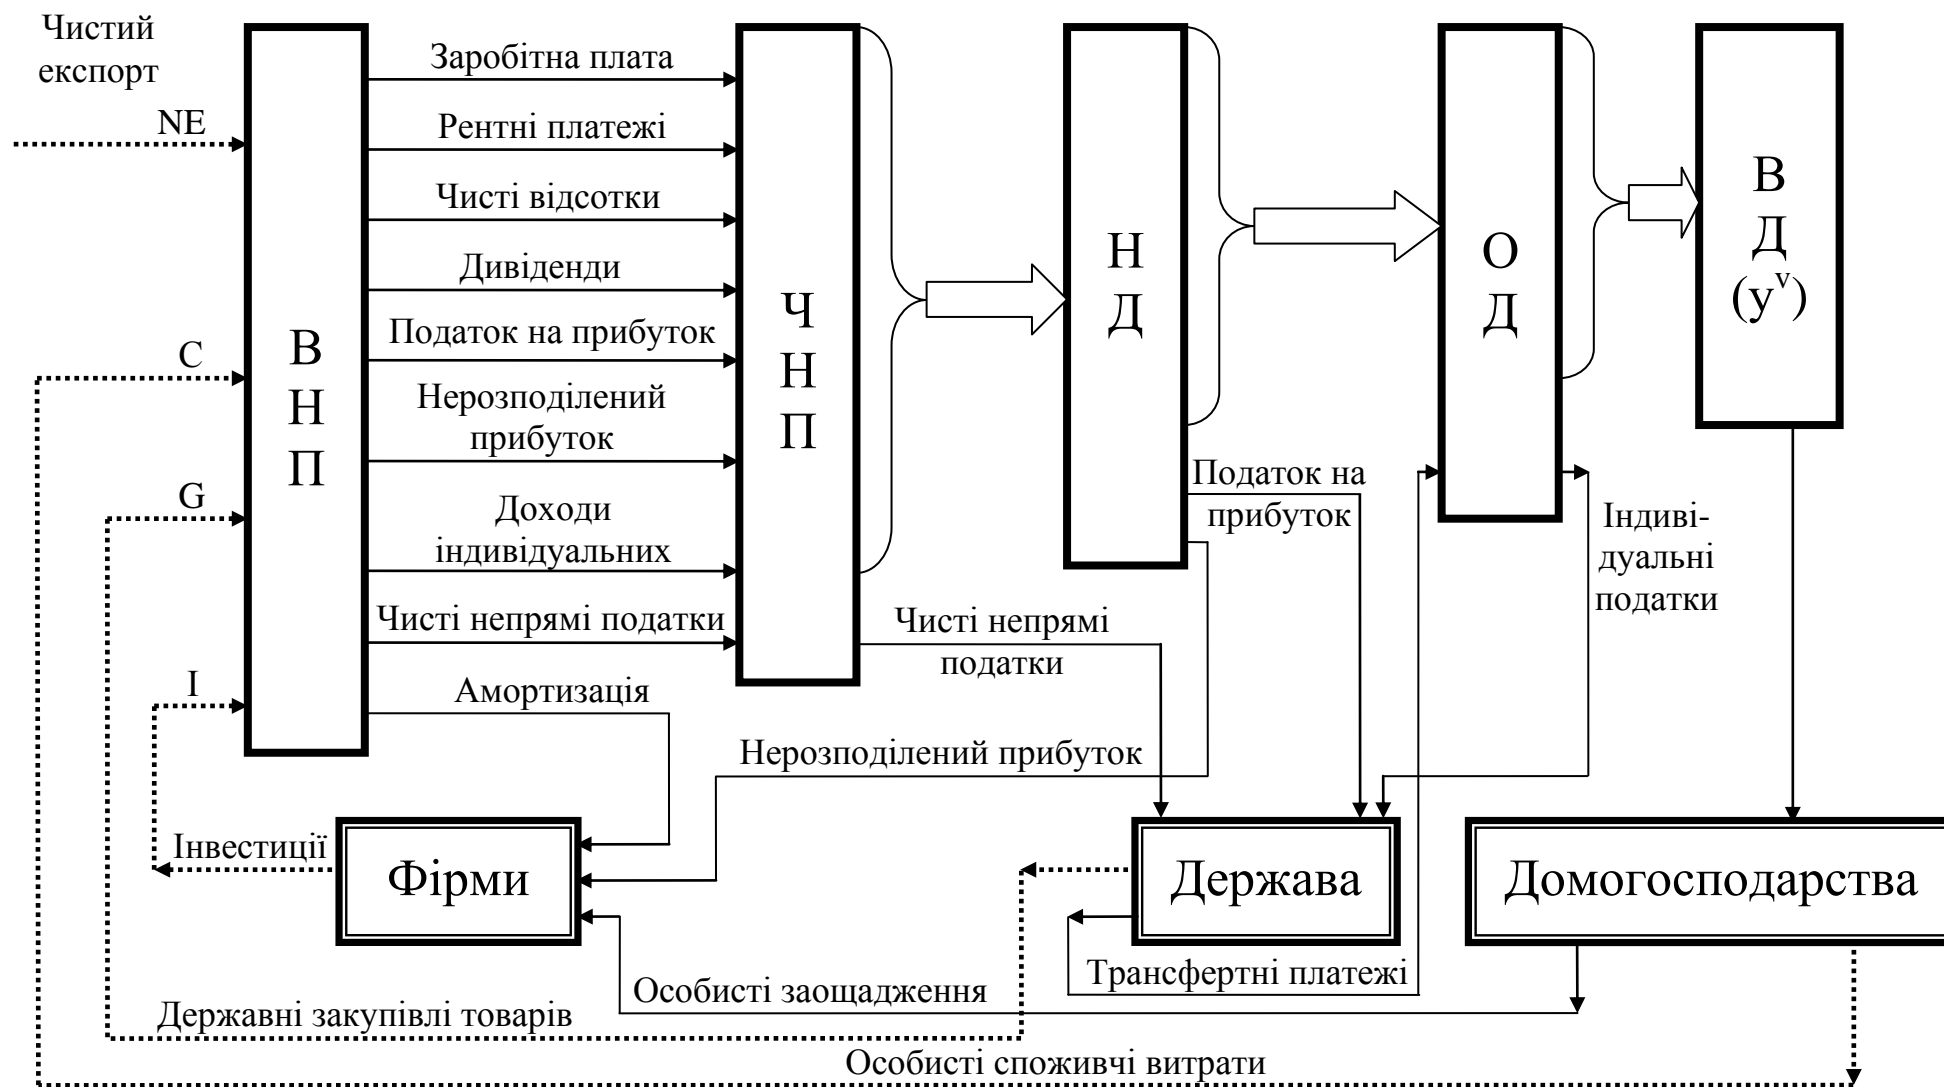 Чистий
експорт
NE
C
G
I
В
Н
П
Заробітна плата
Рентні платежі
Чисті відсотки
Дивіденди
Податок на прибуток
Нерозподілений
прибуток
Доходи
індивідуальних
Чисті непрямі податки
Амортизація
Ч
Н
П
Чисті непрямі
податки
Нерозподілений прибуток
Н
Д
Податок на
прибуток
О
Д
Індиві-
дуальні
податки
В
Д
(y^v)
Інвестиції
Фірми
Держава
Домогосподарства
Трансфертні платежі
Особисті заощадження
Державні закупівлі товарів
Особисті споживчі витрати